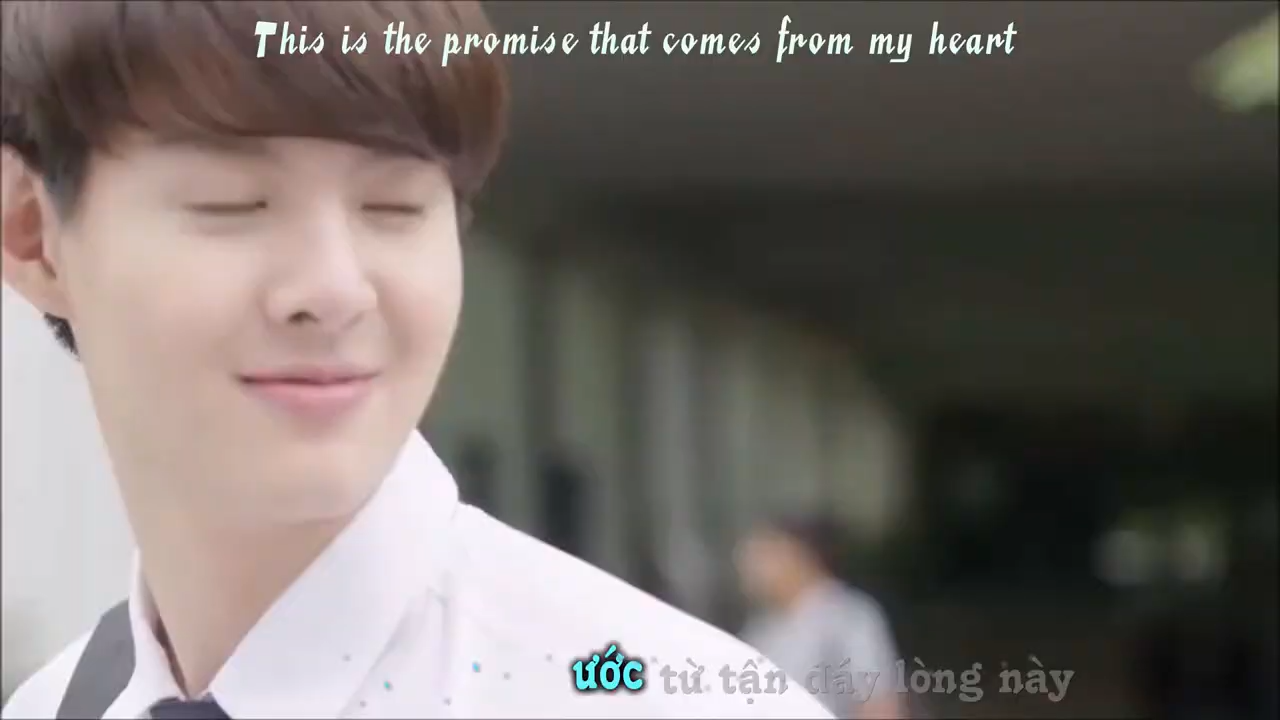 This is the promise that comes from my heart
ước từ tận đáy lòng này